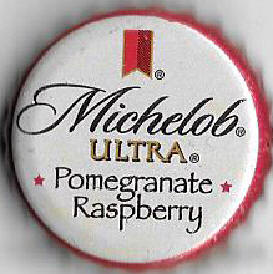 ®
Michelob®
ULTRA®
★ Pomegranate ★
Raspberry